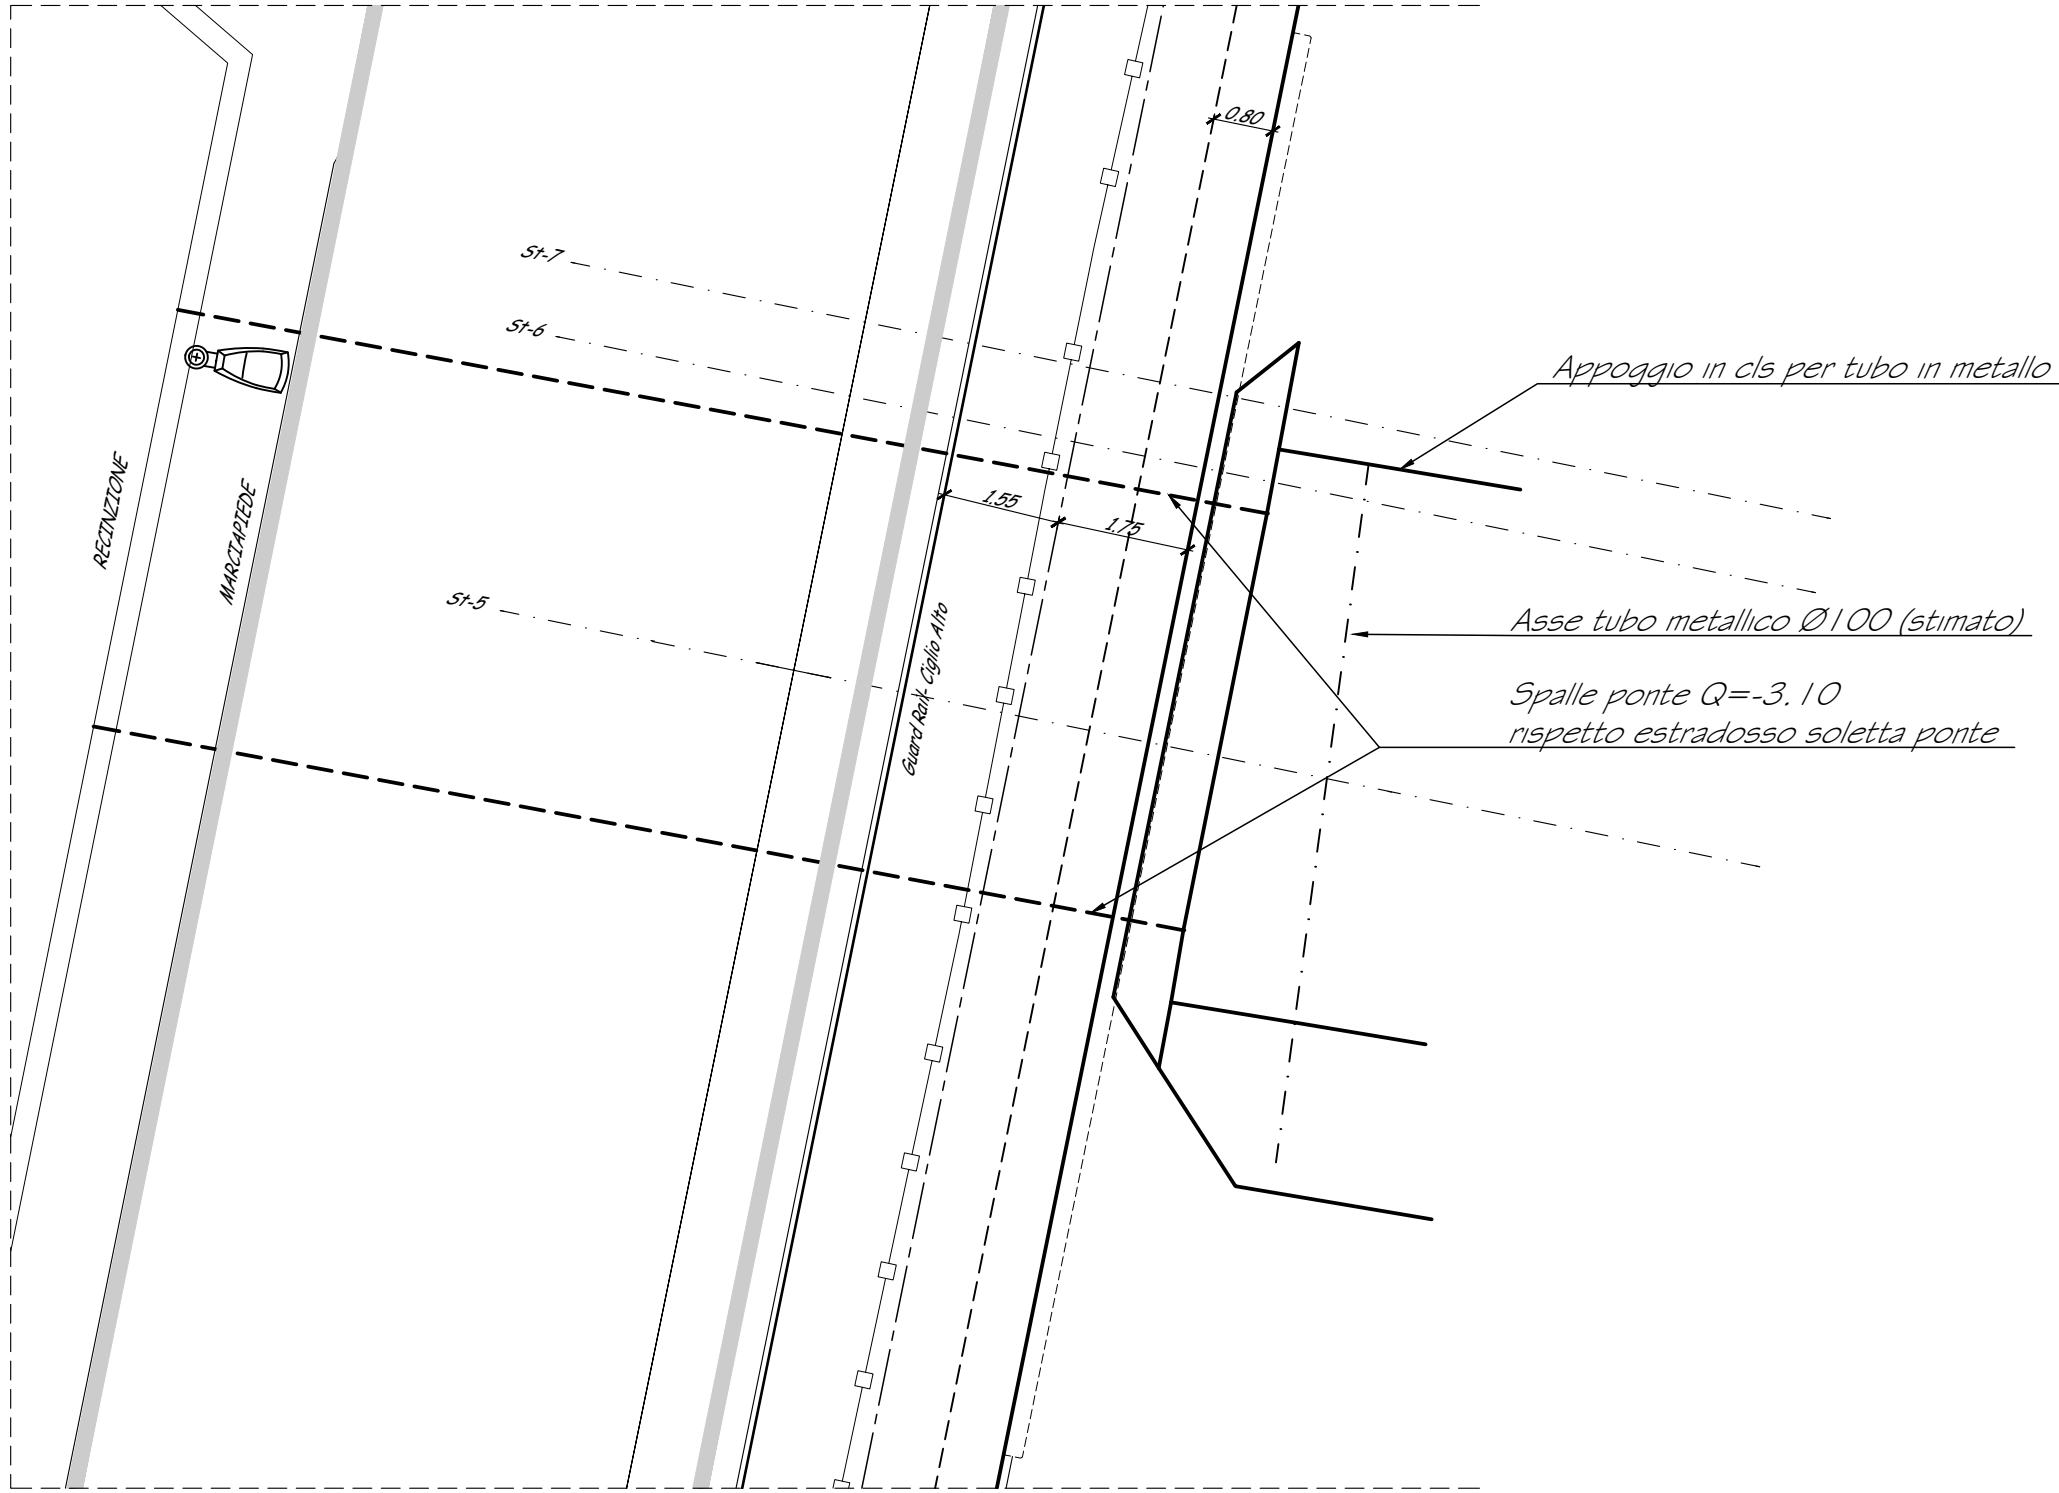 0.80
St-7
St-6
Appoggio in cls per tubo in metallo
RECINZIONE
MARCIAPIEDE
1.55
1.75
St-5
Guard Rail- Ciglio Alto
Asse tubo metallico Ø100 (stimato)
Spalle ponte Q=-3.10
rispetto estradosso soletta ponte